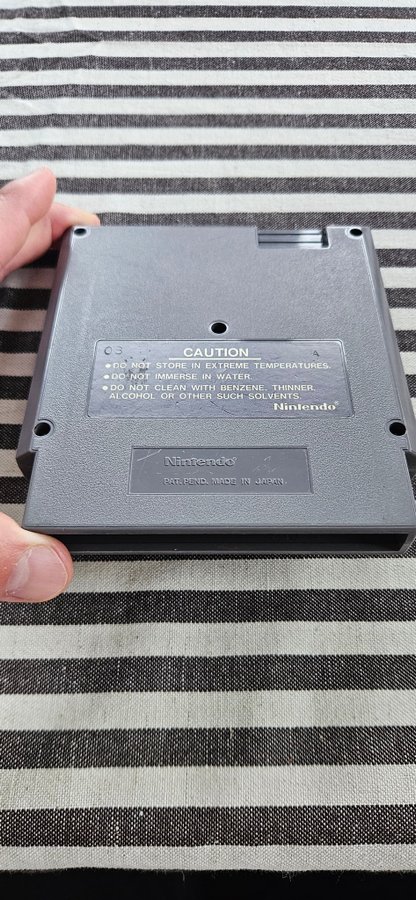 03 A
CAUTION
●DO NOT STORE IN EXTREME TEMPERATURES.
●DO NOT IMMERSE IN WATER.
●DO NOT CLEAN WITH BENZENE, THINNER,
ALCOHOL OR OTHER SUCH SOLVENTS.
Nintendo
Nintendo®
PAT. PEND. MADE IN JAPAN